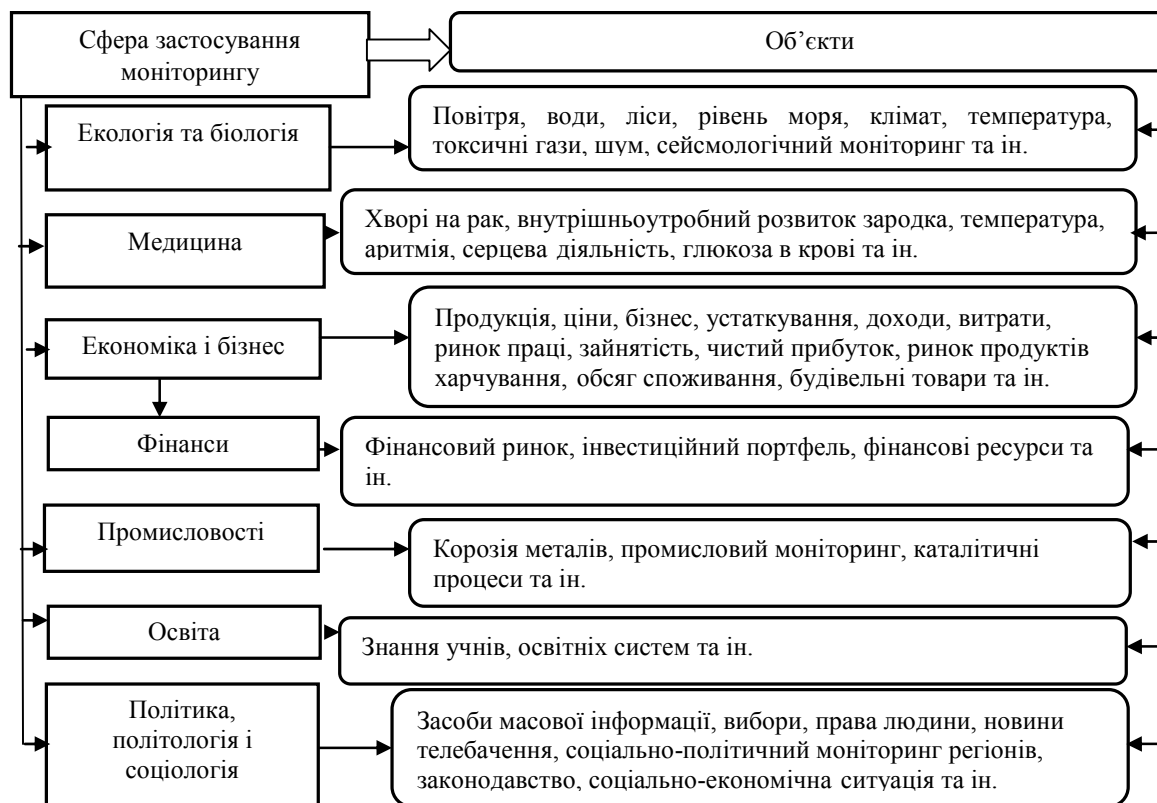 Сфера застосування
моніторингу
Об’єкти
Екологія та біологія
Повітря, води, ліси, рівень моря, клімат, температура,
токсичні гази, шум, сейсмологічний моніторинг та ін.
Медицина
Хворі на рак, внутрішньоутробний розвиток зародка, температура,
аритмія, серцева діяльність, глюкоза в крові та ін.
Економіка і бізнес
Продукція, ціни, бізнес, устаткування, доходи, витрати,
ринок праці, зайнятість, чистий прибуток, ринок продуктів
харчування, обсяг споживання, будівельні товари та ін.
Фінанси
Фінансовий ринок, інвестиційний портфель, фінансові ресурси та
ін.
Промисловості
Корозія металів, промисловий моніторинг, каталітичні
процеси та ін.
Освіта
Знання учнів, освітніх систем та ін.
Політика,
політологія і
соціологія
Засоби масової інформації, вибори, права людини, новини
телебачення, соціально-політичний моніторинг регіонів,
законодавство, соціально-економічна ситуація та ін.